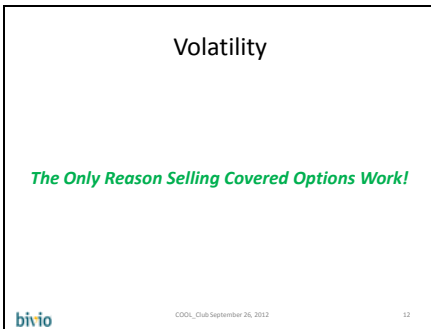 Volatility
The Only Reason Selling Covered Options Work!
bivio
COOL_Club September 26, 2012
12